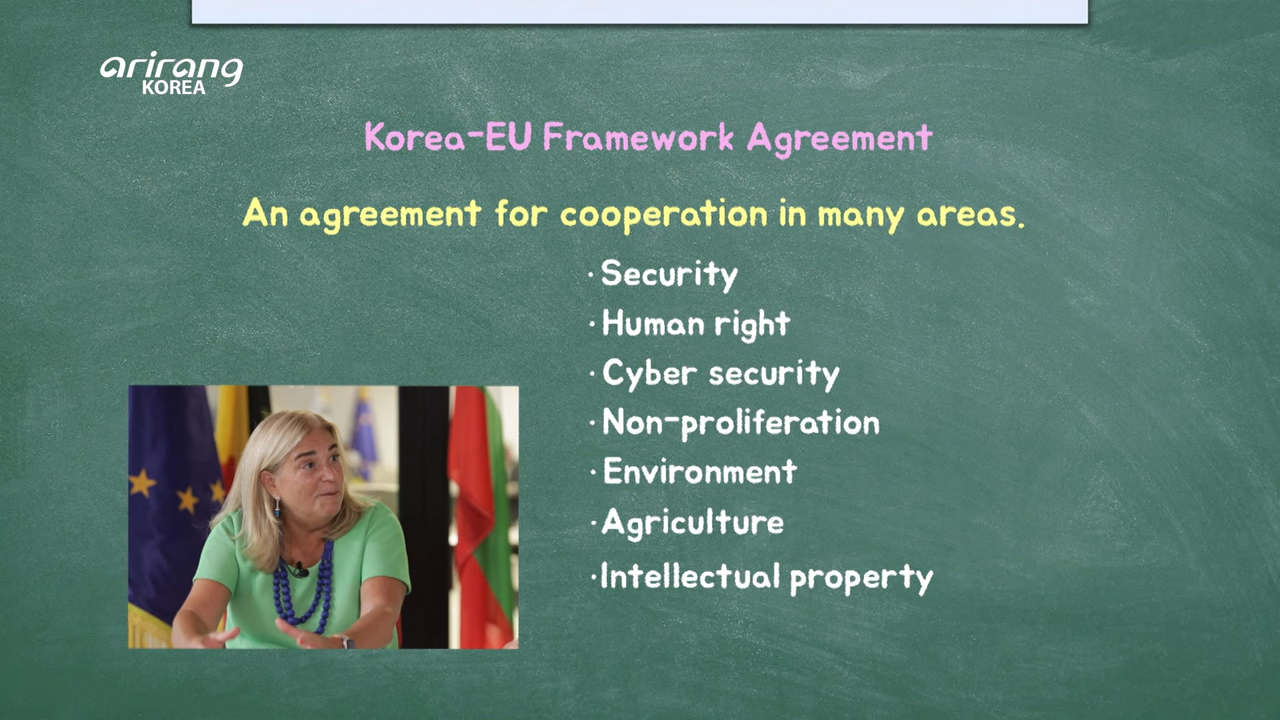 arirang
KOREA
Korea-EU Framework Agreement
An agreement for cooperation in many areas.
· Security
· Human right
· Cyber security
· Non-proliferation
· Environment
· Agriculture
· Intellectual property